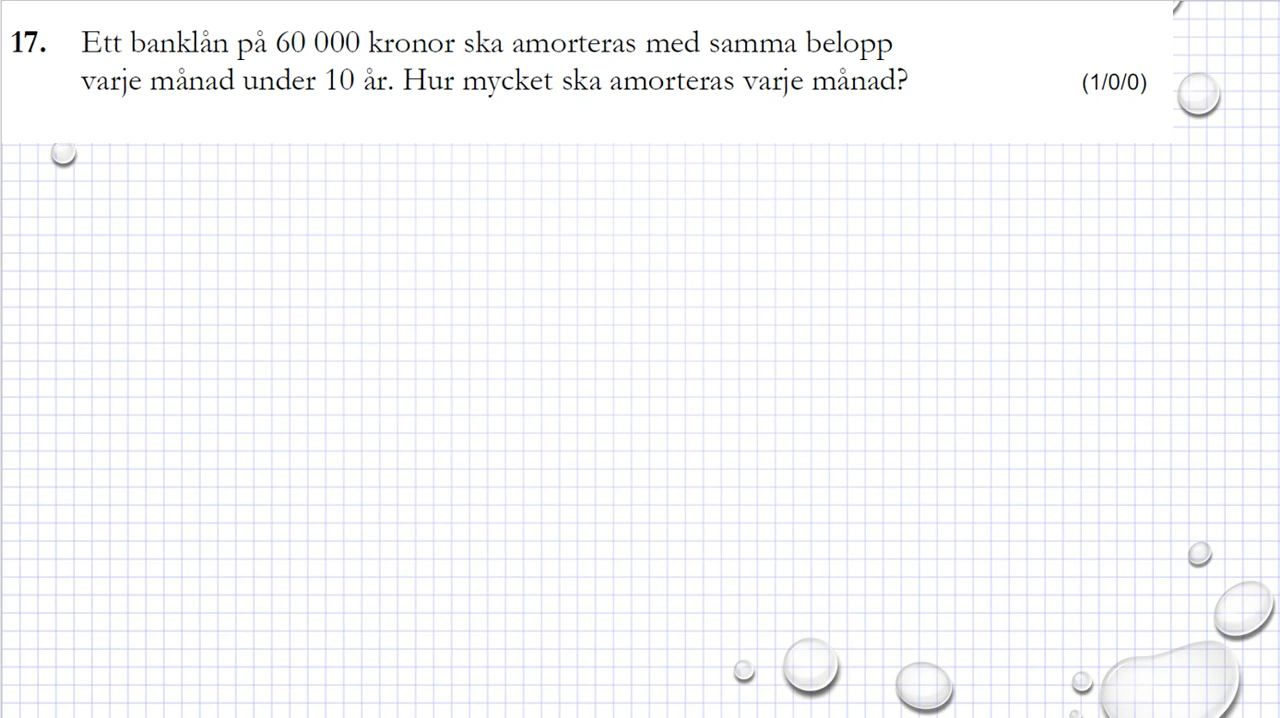 17. Ett banklån på 60 000 kronor ska amorteras med samma belopp
varje månad under 10 år. Hur mycket ska amorteras varje månad? (1/0/0)